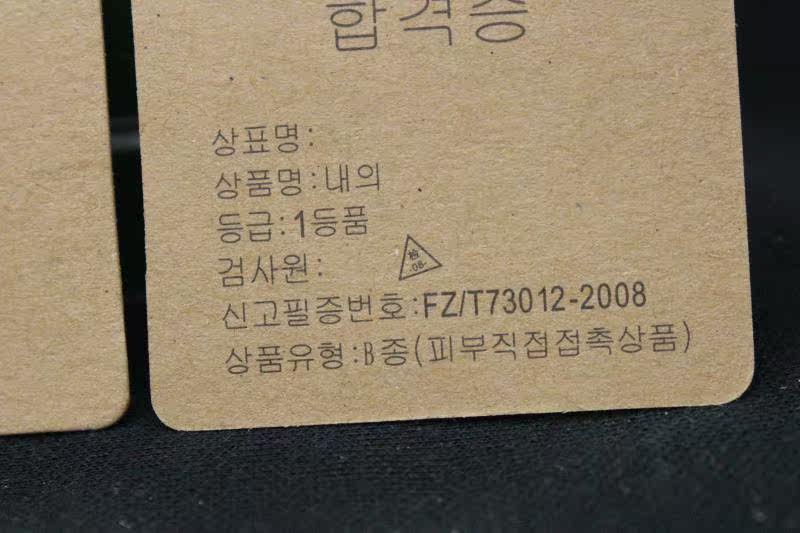 합격증
상표명:
상품명:내의
등급:1등품
검사원:
检
.08.
신고필증번호:FZ/T73012-2008
상품유형:B종(피부직접접촉상품)